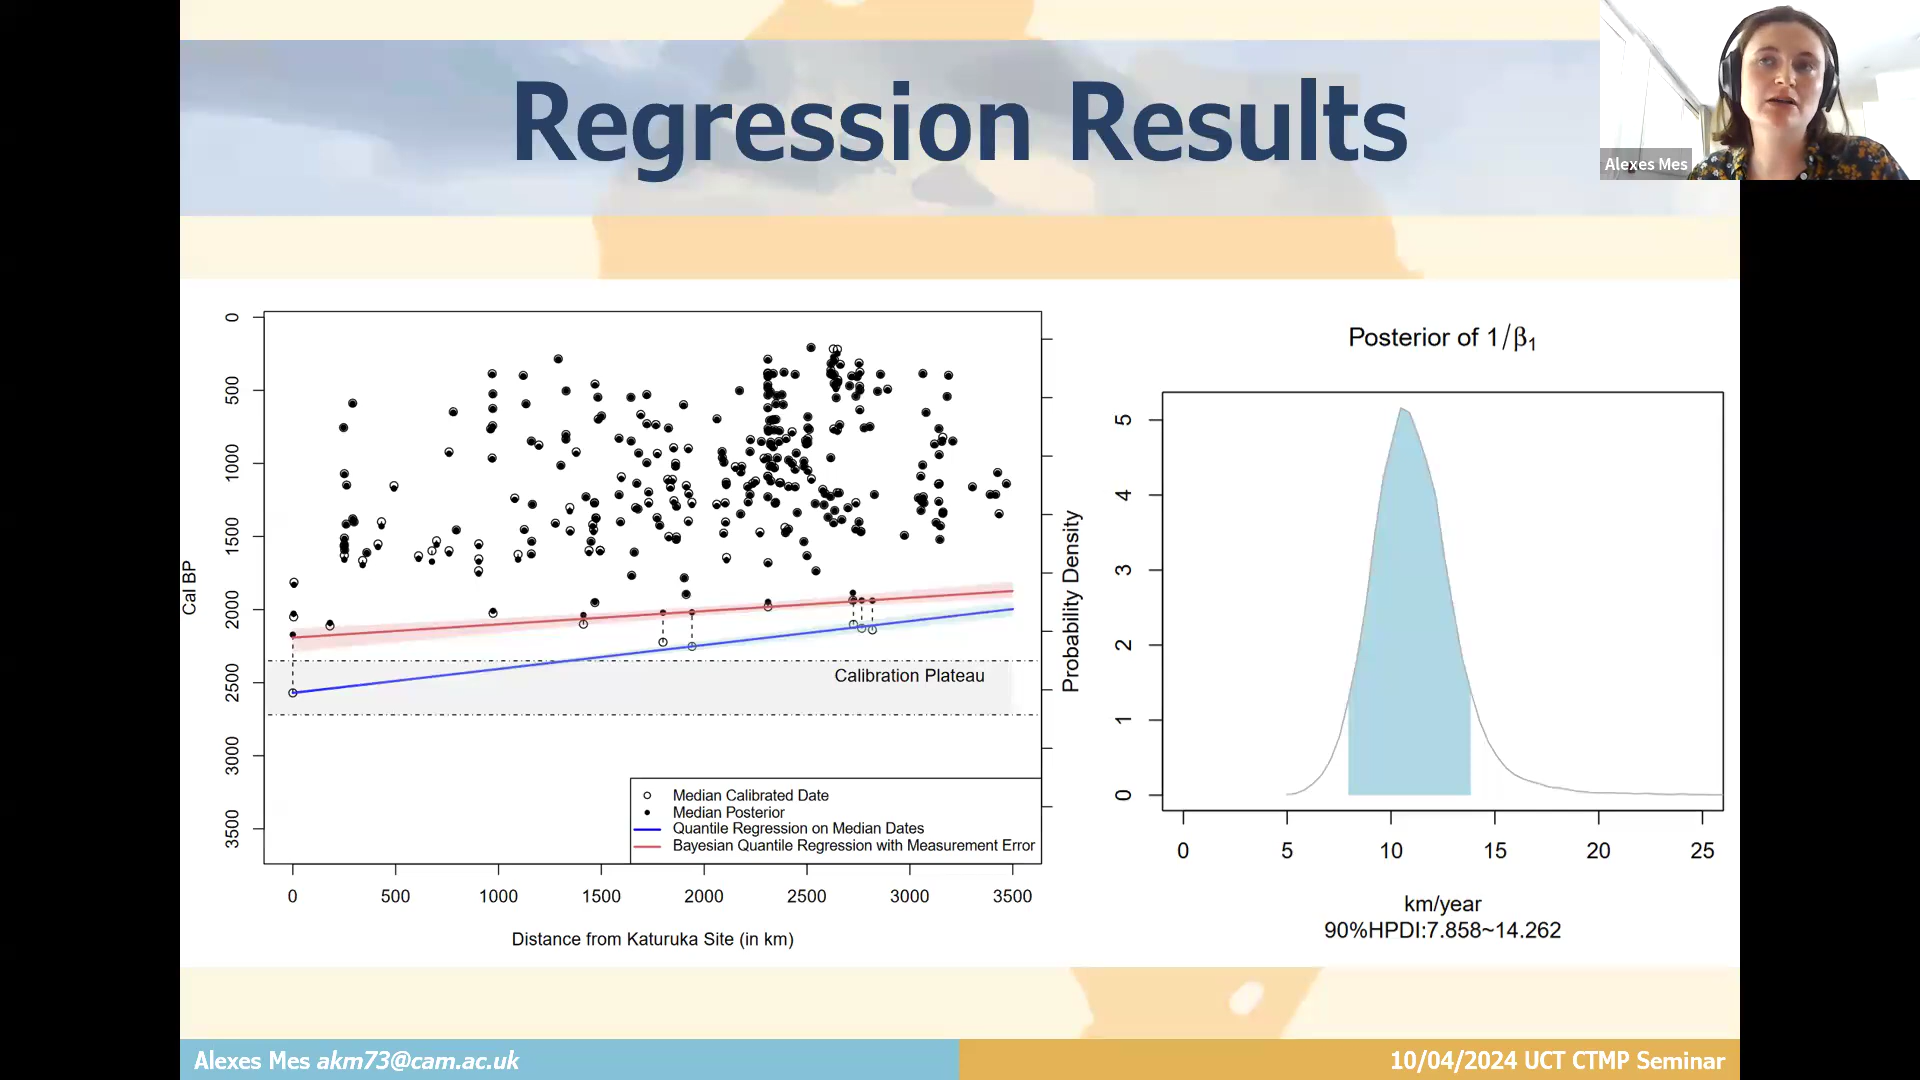 Regression Results
Alexes Mes
Cal BP
0
500
1000
1500
2000
2500
3000
3500
Calibration Plateau
Median Calibrated Date
Median Posterior
Quantile Regression on Median Dates
Bayesian Quantile Regression with Measurement Error
0 500 1000 1500 2000 2500 3000 3500
Distance from Katuruka Site (in km)
Posterior of 1/β₁
Probability Density
5
4
3
2
1
0
0 5 10 15 20 25
km/year
90%HPDI:7.858~14.262
Alexes Mes akm73@cam.ac.uk
10/04/2024 UCT CTMP Seminar